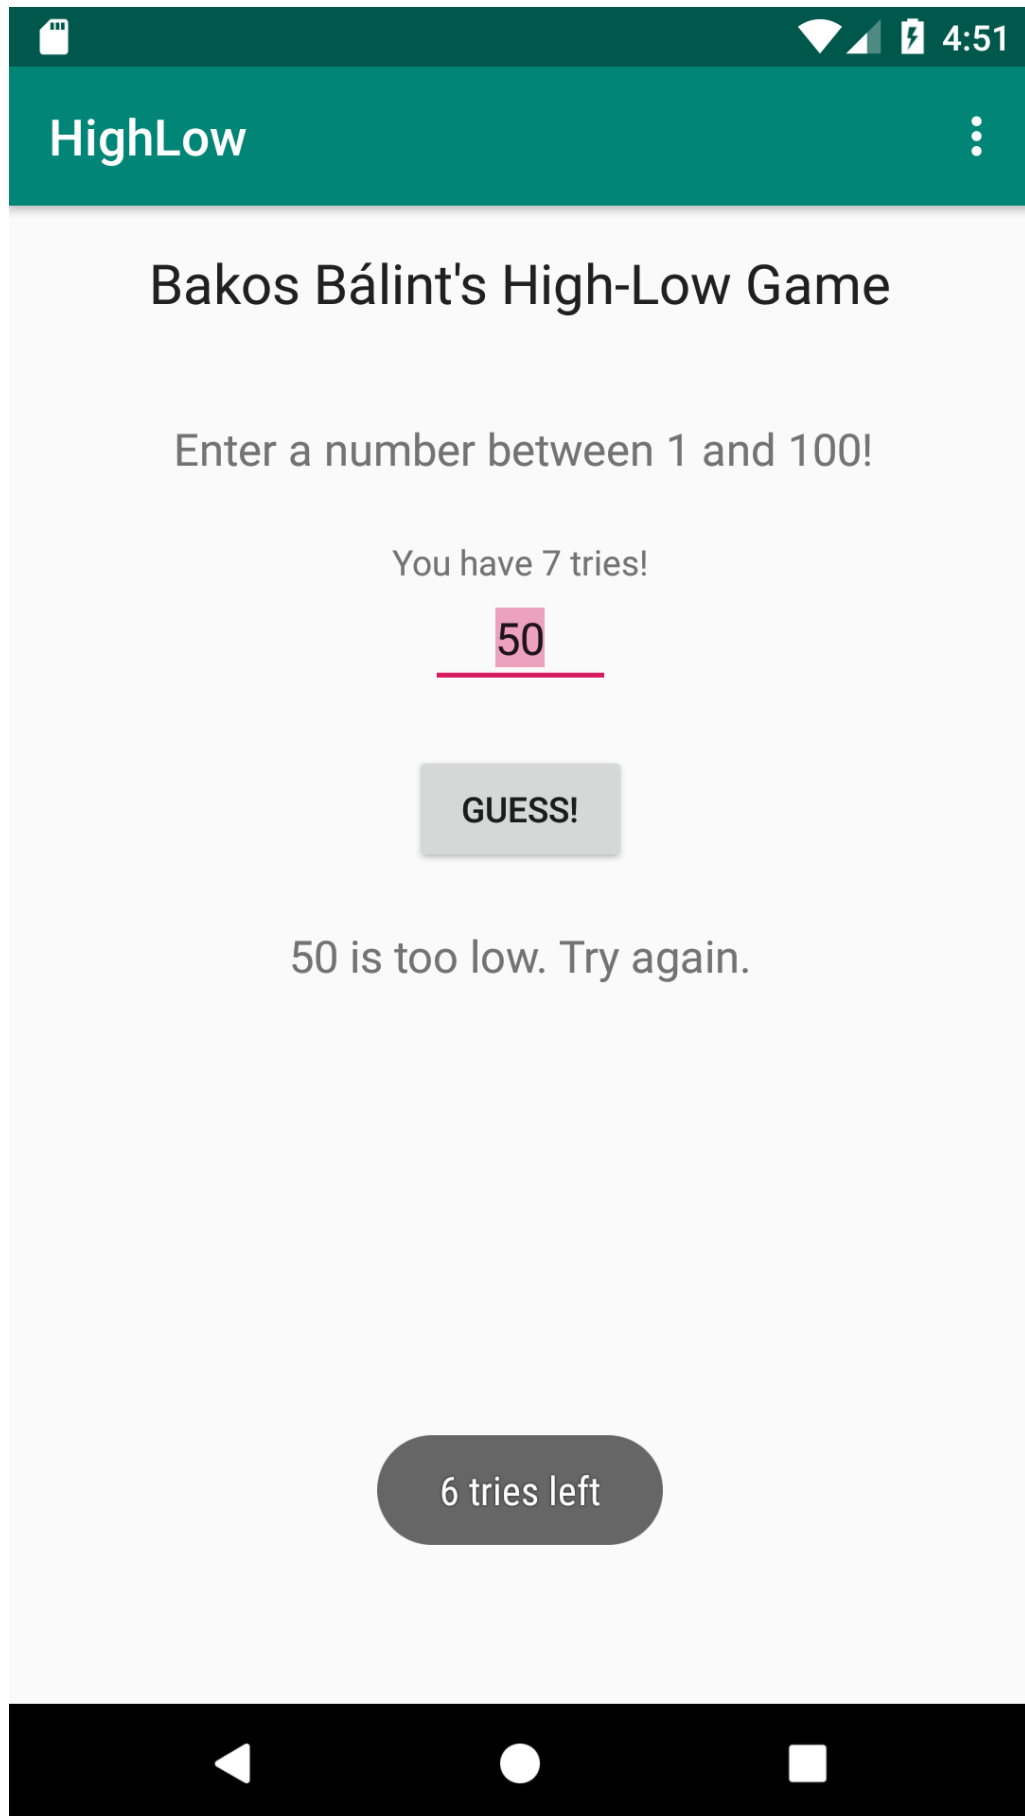 4:51
HighLow
Bakos Bálint's High-Low Game
Enter a number between 1 and 100!
You have 7 tries!
50
GUESS!
50 is too low. Try again.
6 tries left